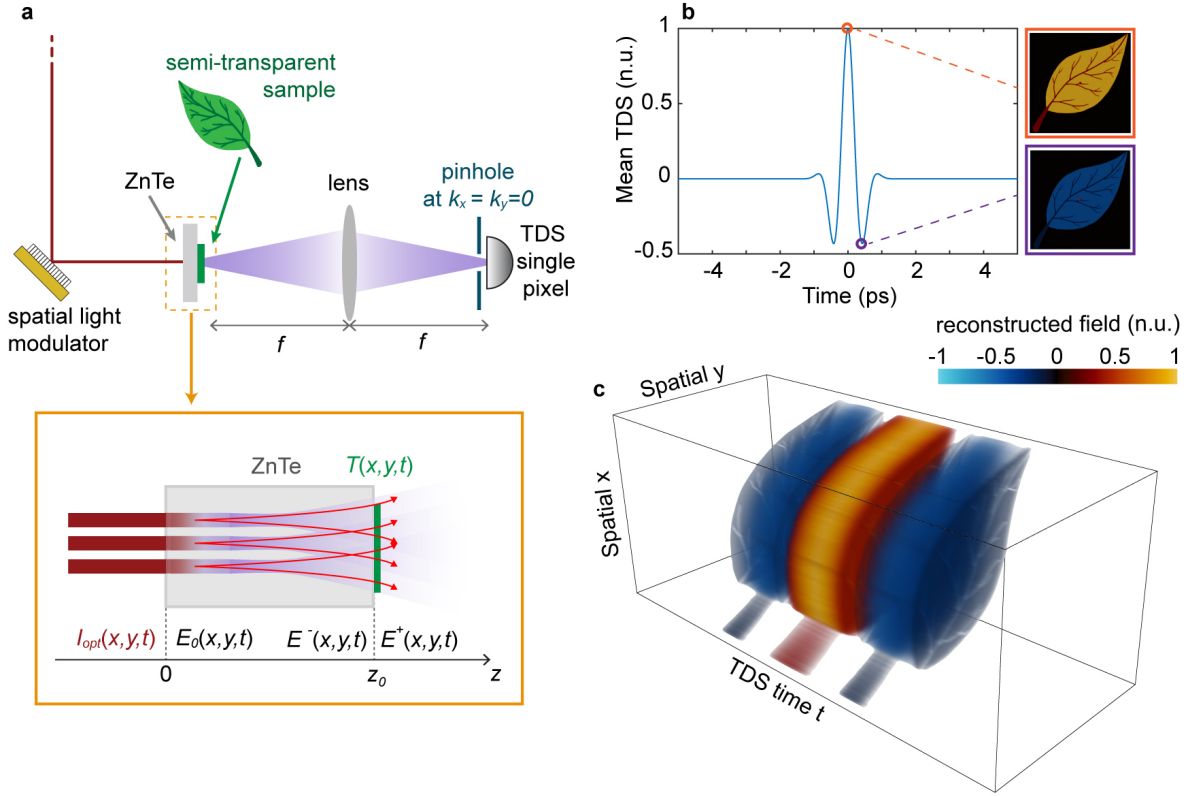 a
semi-transparent
sample
ZnTe
lens
pinhole
at kx = ky=0
TDS
single
pixel
spatial light
modulator
f
f
ZnTe
T(x,y,t)
Iopt(x,y,t)
E0(x,y,t)
E-(x,y,t)
E+(x,y,t)
0
z0
z
b
Mean TDS (n.u.)
1
0.5
0
-0.5
-4
-2
0
2
4
Time (ps)
reconstructed field (n.u.)
-1
-0.5
0
0.5
1
c
Spatial y
Spatial x
TDS time t